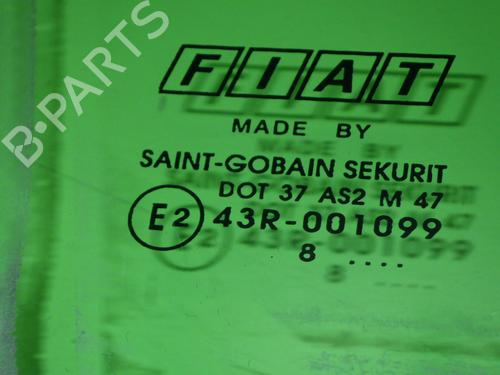 B-PARTS
FIAT
MADE BY
SAINT-GOBAIN SEKURIT
DOT 37 AS2 M 47
E2 43R-001099
8 ....